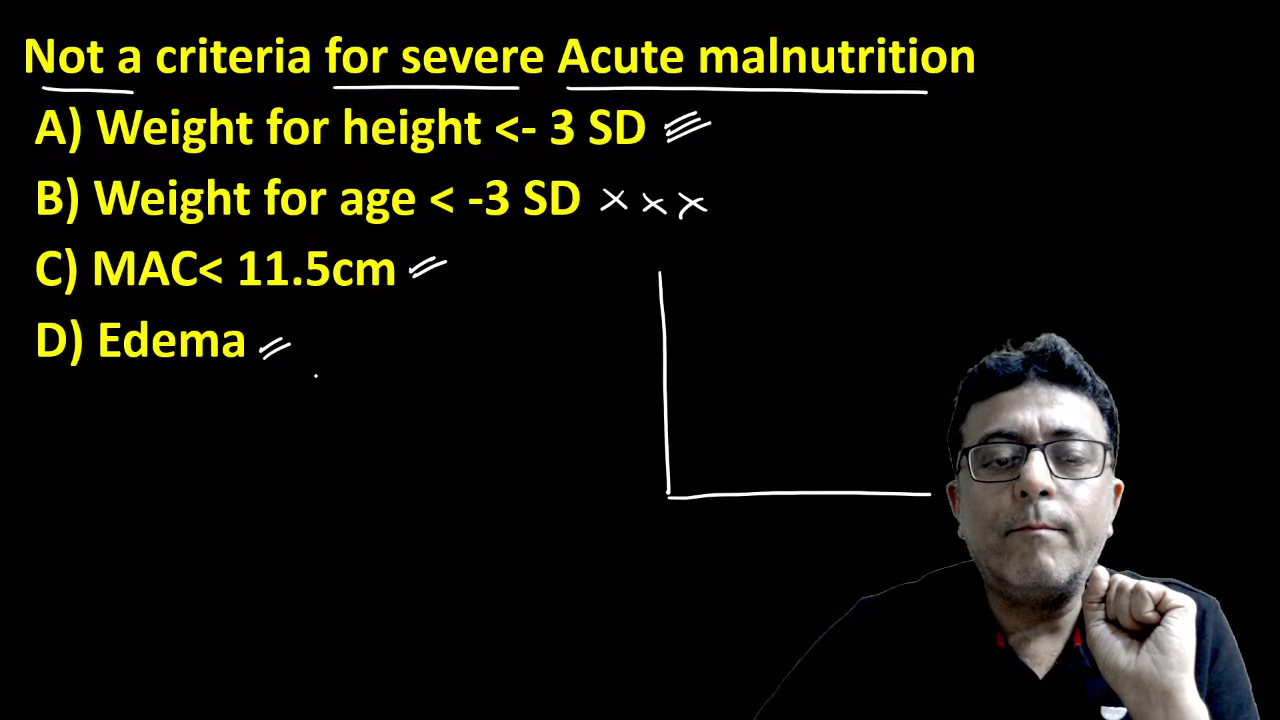 Not a criteria for severe Acute malnutrition
A) Weight for height <- 3 SD
B) Weight for age < -3 SD
C) MAC< 11.5cm
D) Edema